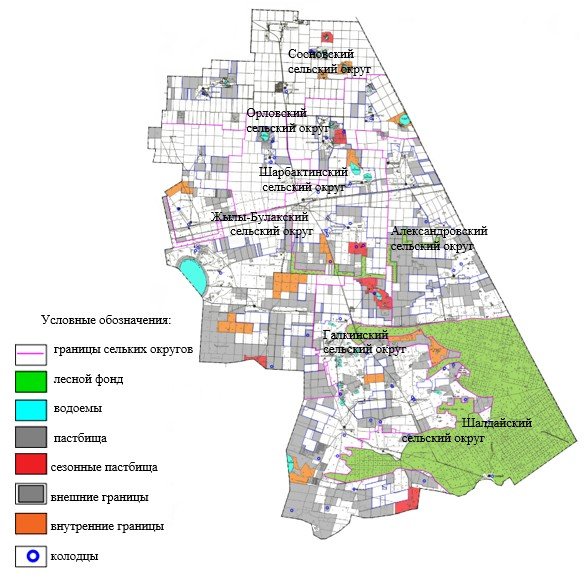 Сосновский
сельский округ
Орловский
сельский округ
Шарбактинский
сельский округ
Жылы-Булакский
сельский округ
Александровский
сельский округ
Галкинский
сельский округ
Шалдайский
сельский округ
Условные обозначения:
границы сельких округов
лесной фонд
водоемы
пастбища
сезонные пастбища
внешние границы
внутренние границы
колодцы